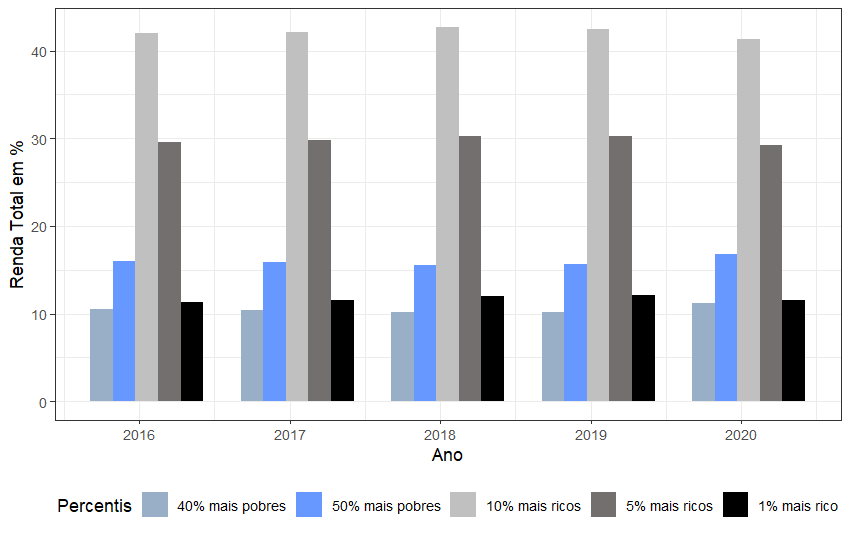 Renda Total em %
40
30
20
10
0
2016 2017 2018 2019 2020
Ano
Percentis 40% mais pobres 50% mais pobres 10% mais ricos 5% mais ricos 1% mais rico